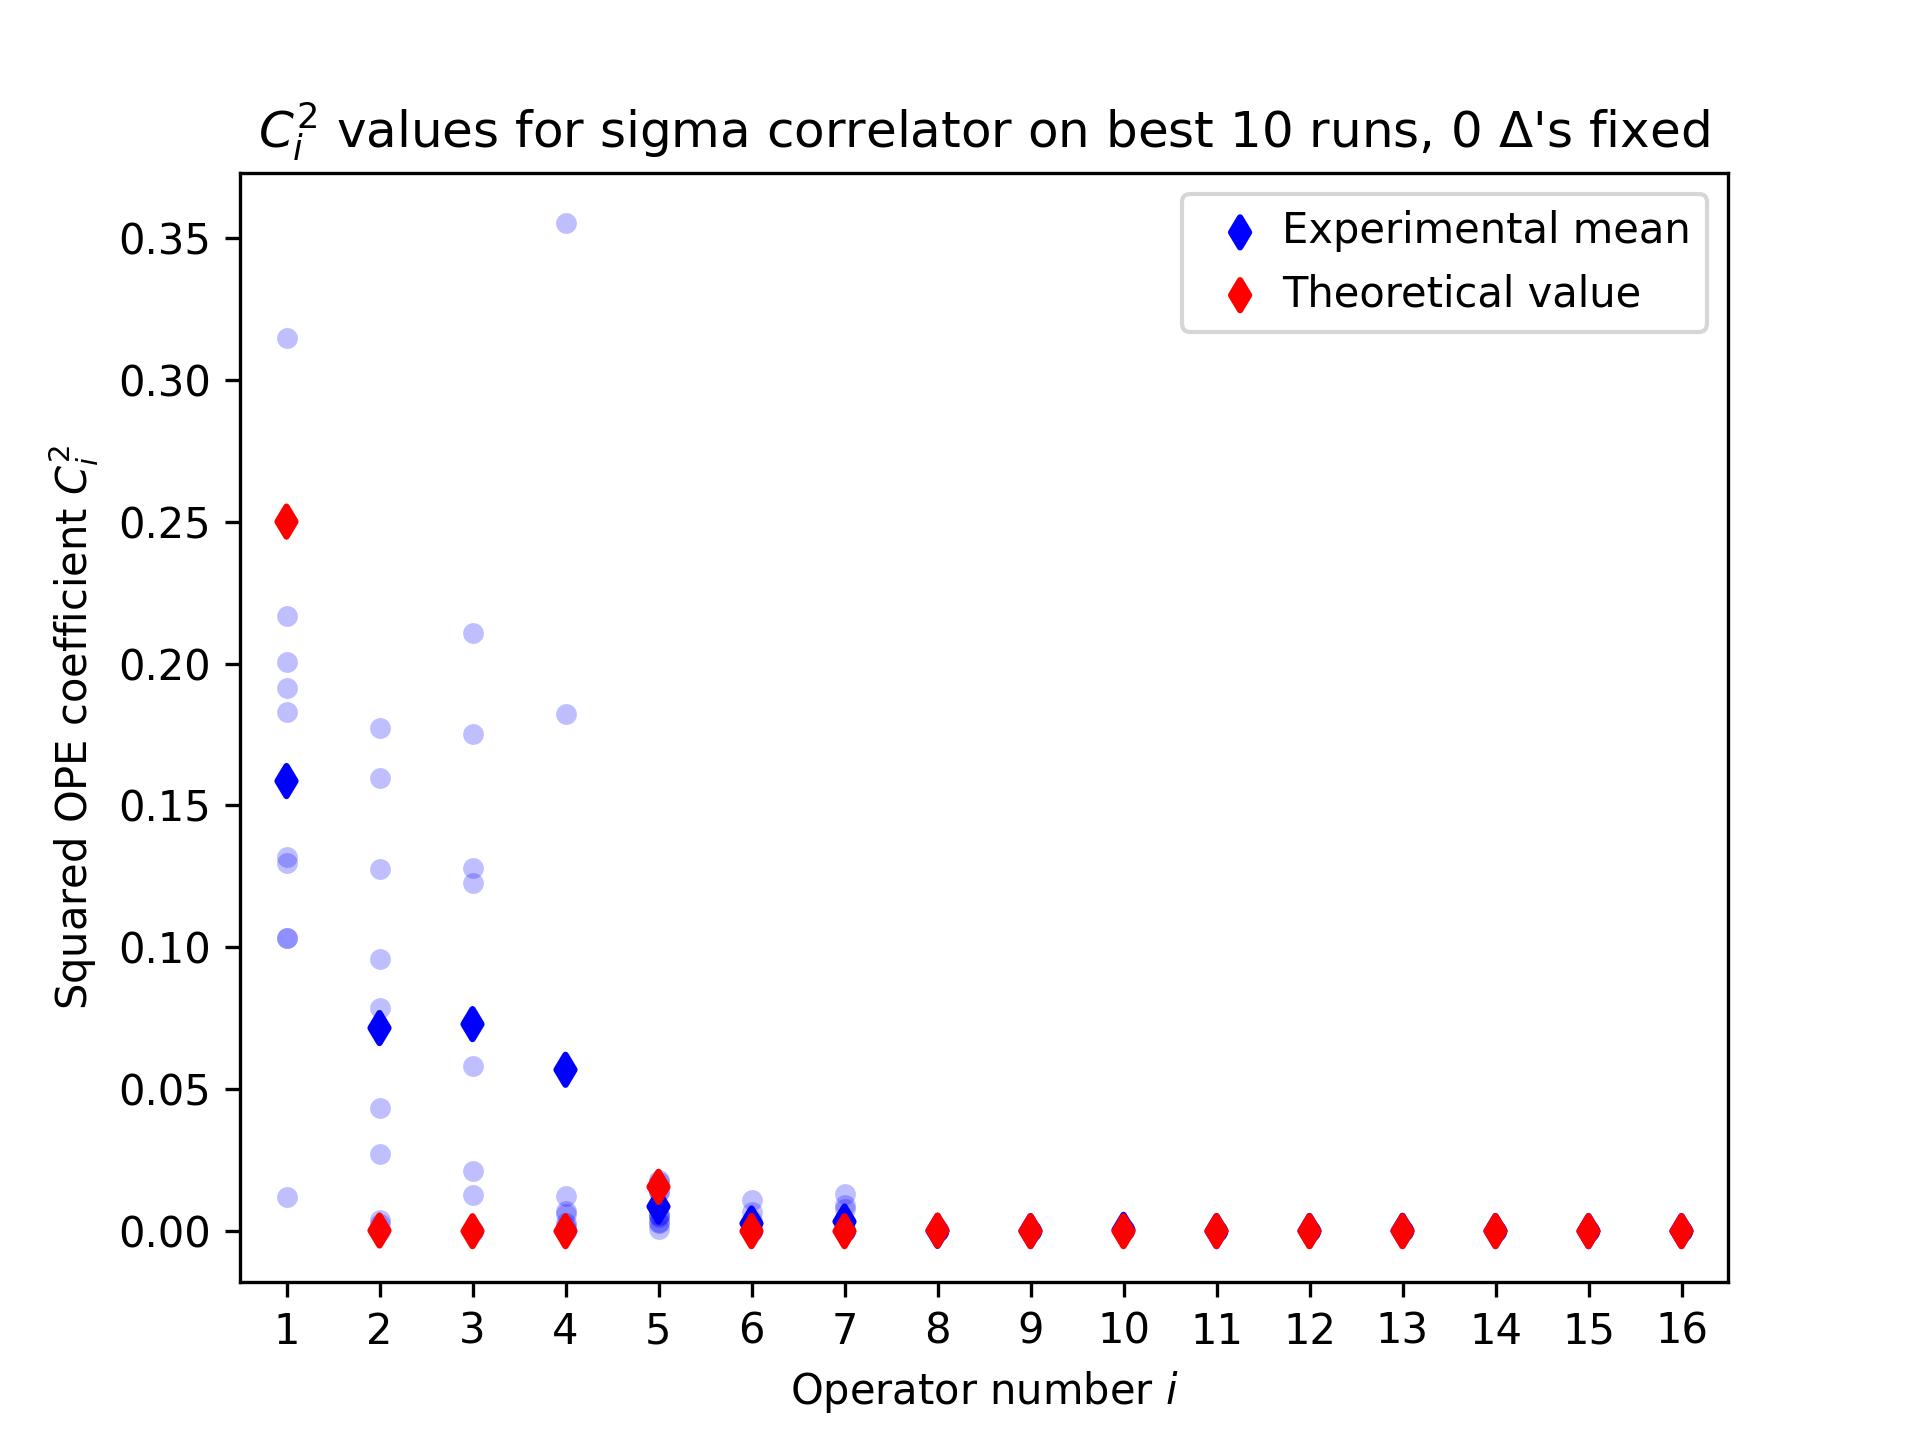 $C_i^2$ values for sigma correlator on best 10 runs, 0 Δ's fixed
Experimental mean
Theoretical value
Squared OPE coefficient $C_i^2$
0.35
0.30
0.25
0.20
0.15
0.10
0.05
0.00
1 2 3 4 5 6 7 8 9 10 11 12 13 14 15 16
Operator number i